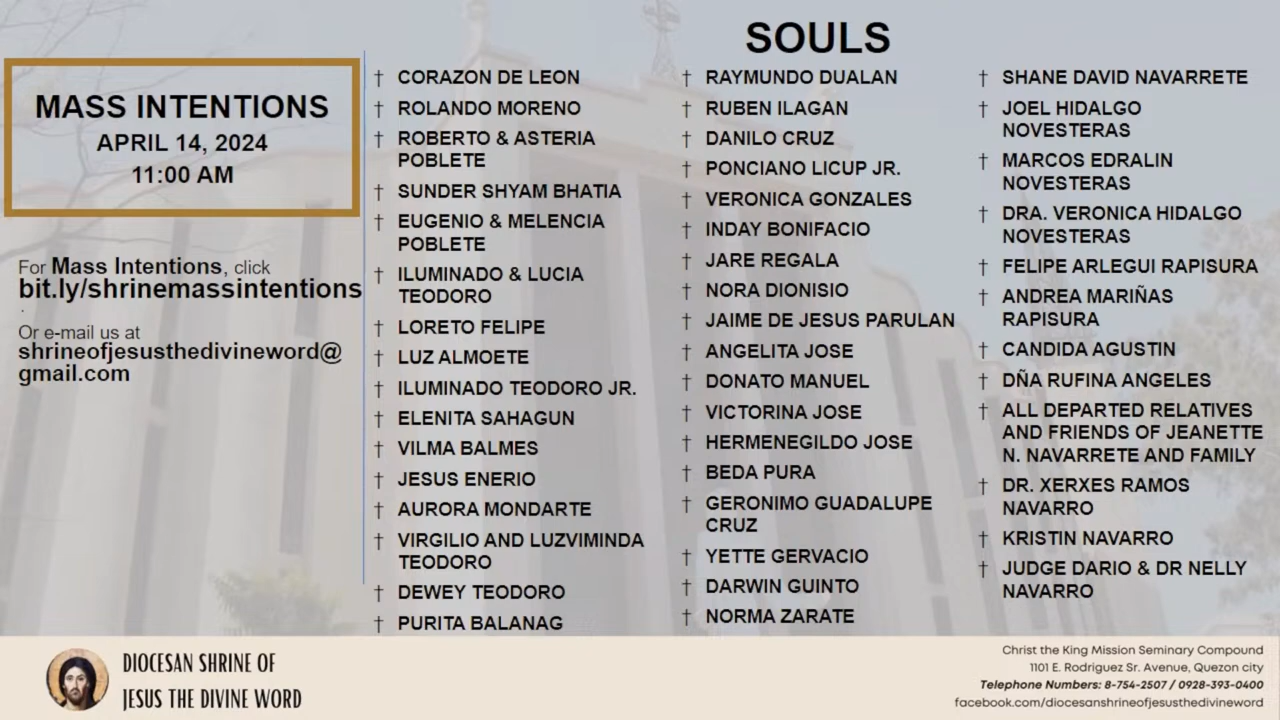 SOULS
MASS INTENTIONS
APRIL 14, 2024
11:00 AM
For Mass Intentions, click
bit.ly/shrinemassintentions
.
Or e-mail us at
shrineofjesusthedivineword@
gmail.com
† CORAZON DE LEON
† ROLANDO MORENO
† ROBERTO & ASTERIA
POBLETE
† SUNDER SHYAM BHATIA
† EUGENIO & MELENCIA
POBLETE
† ILUMINADO & LUCIA
TEODORO
† LORETO FELIPE
† LUZ ALMOETE
† ILUMINADO TEODORO JR.
† ELENITA SAHAGUN
† VILMA BALMES
† JESUS ENERIO
† AURORA MONDARTE
† VIRGILIO AND LUZVIMINDA
TEODORO
† DEWEY TEODORO
† PURITA BALANAG
† RAYMUNDO DUALAN
† RUBEN ILAGAN
† DANILO CRUZ
† PONCIANO LICUP JR.
† VERONICA GONZALES
† INDAY BONIFACIO
† JARE REGALA
† NORA DIONISIO
† JAIME DE JESUS PARULAN
† ANGELITA JOSE
† DONATO MANUEL
† VICTORINA JOSE
† HERMENEGILDO JOSE
† BEDA PURA
† GERONIMO GUADALUPE
CRUZ
† YETTE GERVACIO
† DARWIN GUINTO
† NORMA ZARATE
† SHANE DAVID NAVARRETE
† JOEL HIDALGO
NOVESTERAS
† MARCOS EDRALIN
NOVESTERAS
† DRA. VERONICA HIDALGO
NOVESTERAS
† FELIPE ARLEGUI RAPISURA
† ANDREA MARIÑAS
RAPISURA
† CANDIDA AGUSTIN
† DÑA RUFINA ANGELES
† ALL DEPARTED RELATIVES
AND FRIENDS OF JEANETTE
N. NAVARRETE AND FAMILY
† DR. XERXES RAMOS
NAVARRO
† KRISTIN NAVARRO
† JUDGE DARIO & DR NELLY
NAVARRO
DIOCESAN SHRINE OF
JESUS THE DIVINE WORD
Christ the King Mission Seminary Compound
1101 E. Rodriguez Sr. Avenue, Quezon city
Telephone Numbers: 8-754-2507 / 0928-393-0400
facebook.com/diocesanshrineofjesusthedivineword